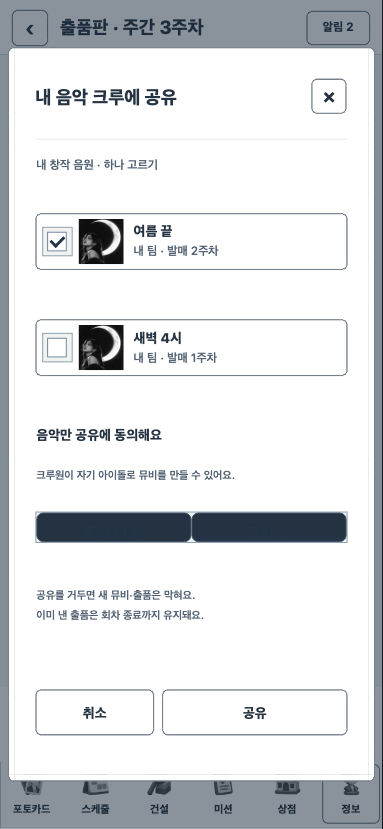 출품판 · 주간 3주차
알림 2
내 음악 크루에 공유
내 창작 음원 · 하나 고르기
여름 끝
내 팀 · 발매 2주차
새벽 4시
내 팀 · 발매 1주차
음악만 공유에 동의해요
크루원이 자기 아이돌로 뮤비를 만들 수 있어요.
공유를 거두면 새 뮤비·출품은 막혀요.
이미 낸 출품은 회차 종료까지 유지돼요.
취소
공유
포토카드
스케줄
건설
미션
상점
정보